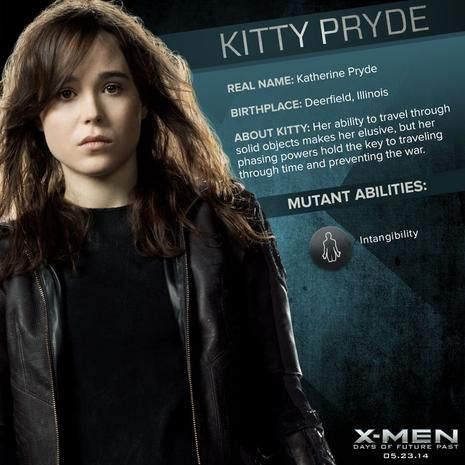 KITTY PRYDE
REAL NAME: Katherine Pryde
BIRTHPLACE: Deerfield, Illinois
ABOUT KITTY: Her ability to travel through
solid objects makes her elusive, but her
phasing powers hold the key to traveling
through time and preventing the war.
MUTANT ABILITIES:
Intangibility
X-MEN
DAYS OF FUTURE PAST
05.23.14